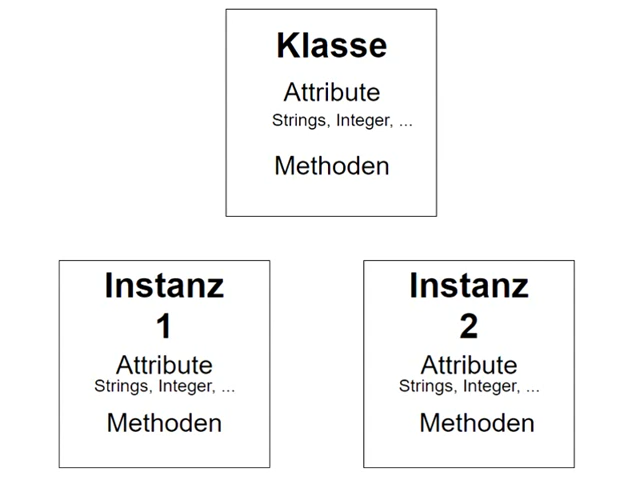 Klasse
Attribute
Strings, Integer, ...
Methoden
Instanz
1
Attribute
Strings, Integer, ...
Methoden
Instanz
2
Attribute
Strings, Integer, ...
Methoden